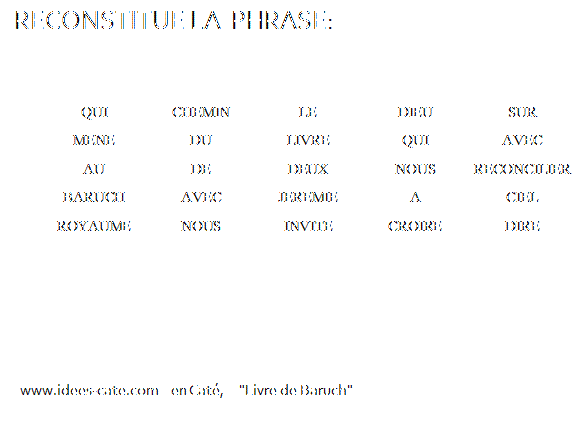 RECONSTITUE LA PHRASE:
QUI CHEMIN LE DIEU SUR
MENE DU LIVRE QUI AVEC
AU DE DEUX NOUS RECONCILIER
BARUCH AVEC JEREMIE A CIEL
ROYAUME NOUS INVITE CROIRE DIRE
www.idees-cate.com en Caté, "Livre de Baruch"